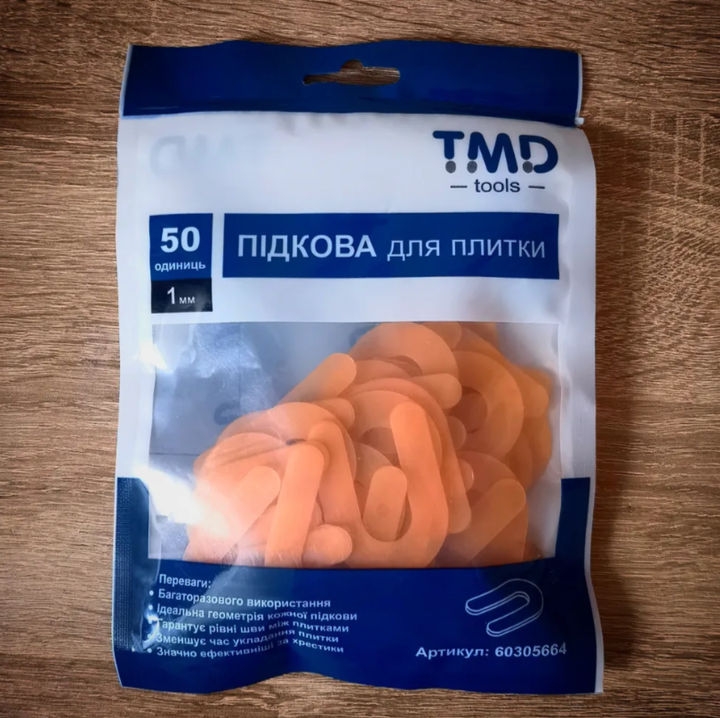 TMD
tools
50
одиниць
1 мм
ПІДКОВА для плитки
Переваги:
• Багаторазового використання
• Ідеальна геометрія кожної підкови
• Гарантує рівні шви між плитками
• Зменшує час укладання плитки
• Значно ефективніші за хрестики
Артикул: 60305664